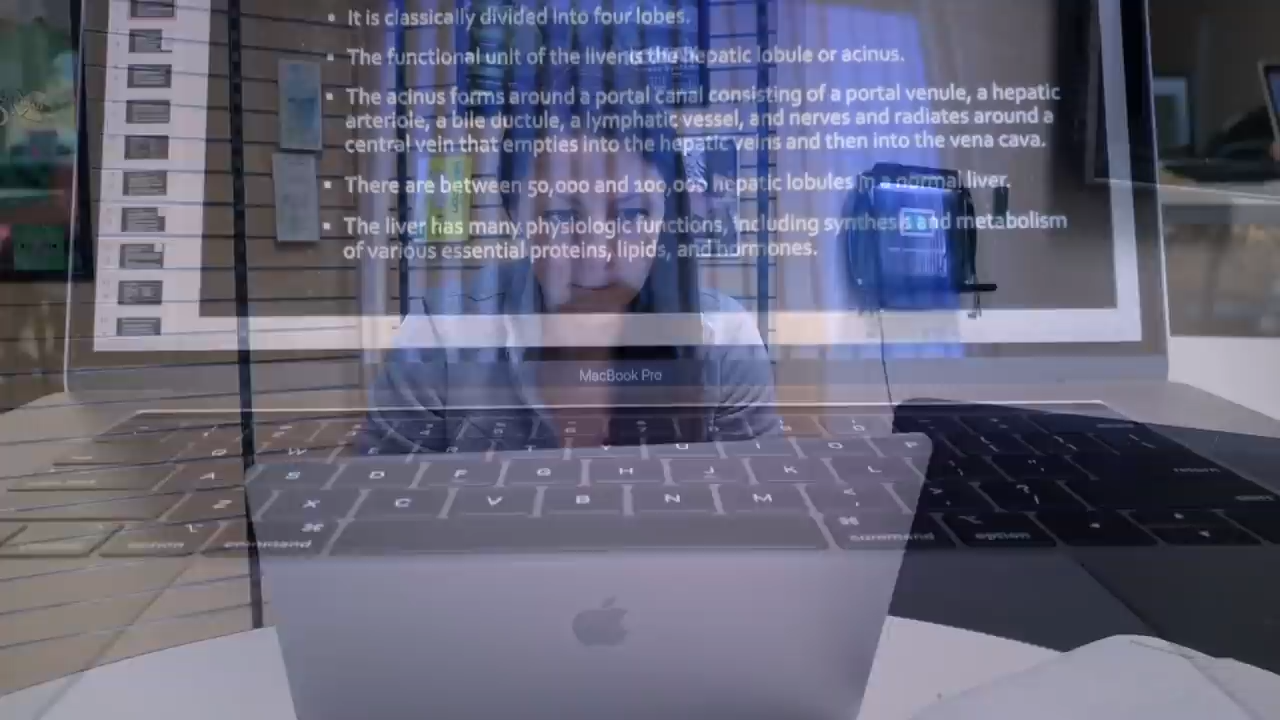 It is classically divided into four lobes.
The functional unit of the liver is the hepatic lobule or acinus.
The acinus forms around a portal canal consisting of a portal venule, a hepatic
arteriole, a bile ductule, a lymphatic vessel, and nerves and radiates around a
central vein that empties into the hepatic veins and then into the vena cava.
There are between 50,000 and 100,000 hepatic lobules in a normal liver.
The liver has many physiologic functions, including synthesis and metabolism
of various essential proteins, lipids, and hormones.
MacBook Pro
Q W E R T Y U I O P
A S D F G H J K L
Z X C V B N M
return
command
command
option